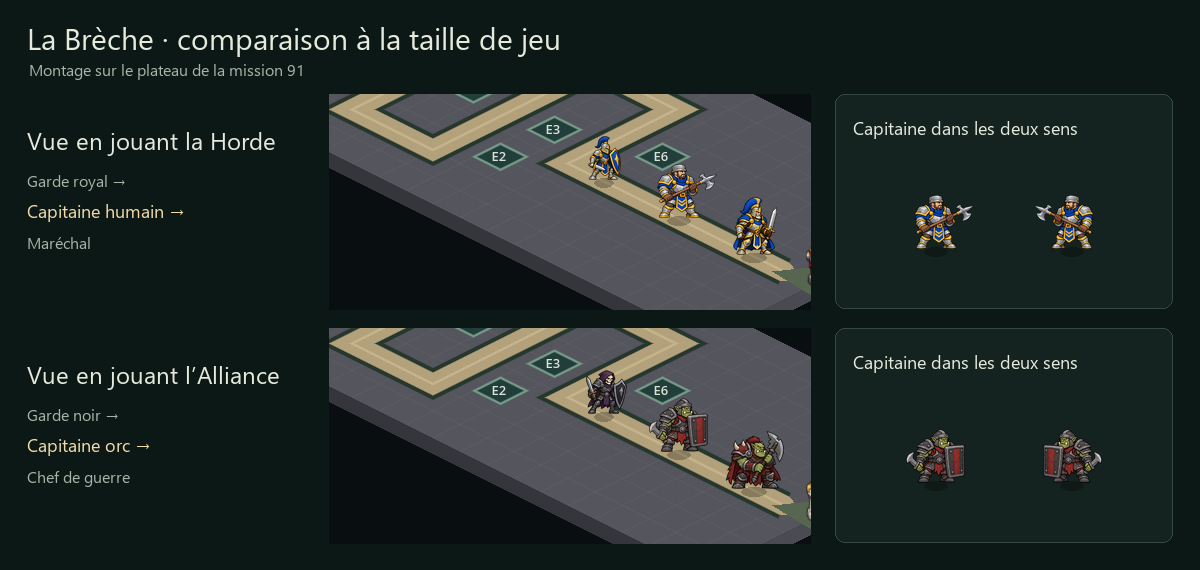 La Brèche · comparaison à la taille de jeu
Montage sur le plateau de la mission 91
Vue en jouant la Horde
Garde royal →
Capitaine humain →
Maréchal
E3
E2
E6
Capitaine dans les deux sens
Vue en jouant l’Alliance
Garde noir →
Capitaine orc →
Chef de guerre
E3
E2
E6
Capitaine dans les deux sens